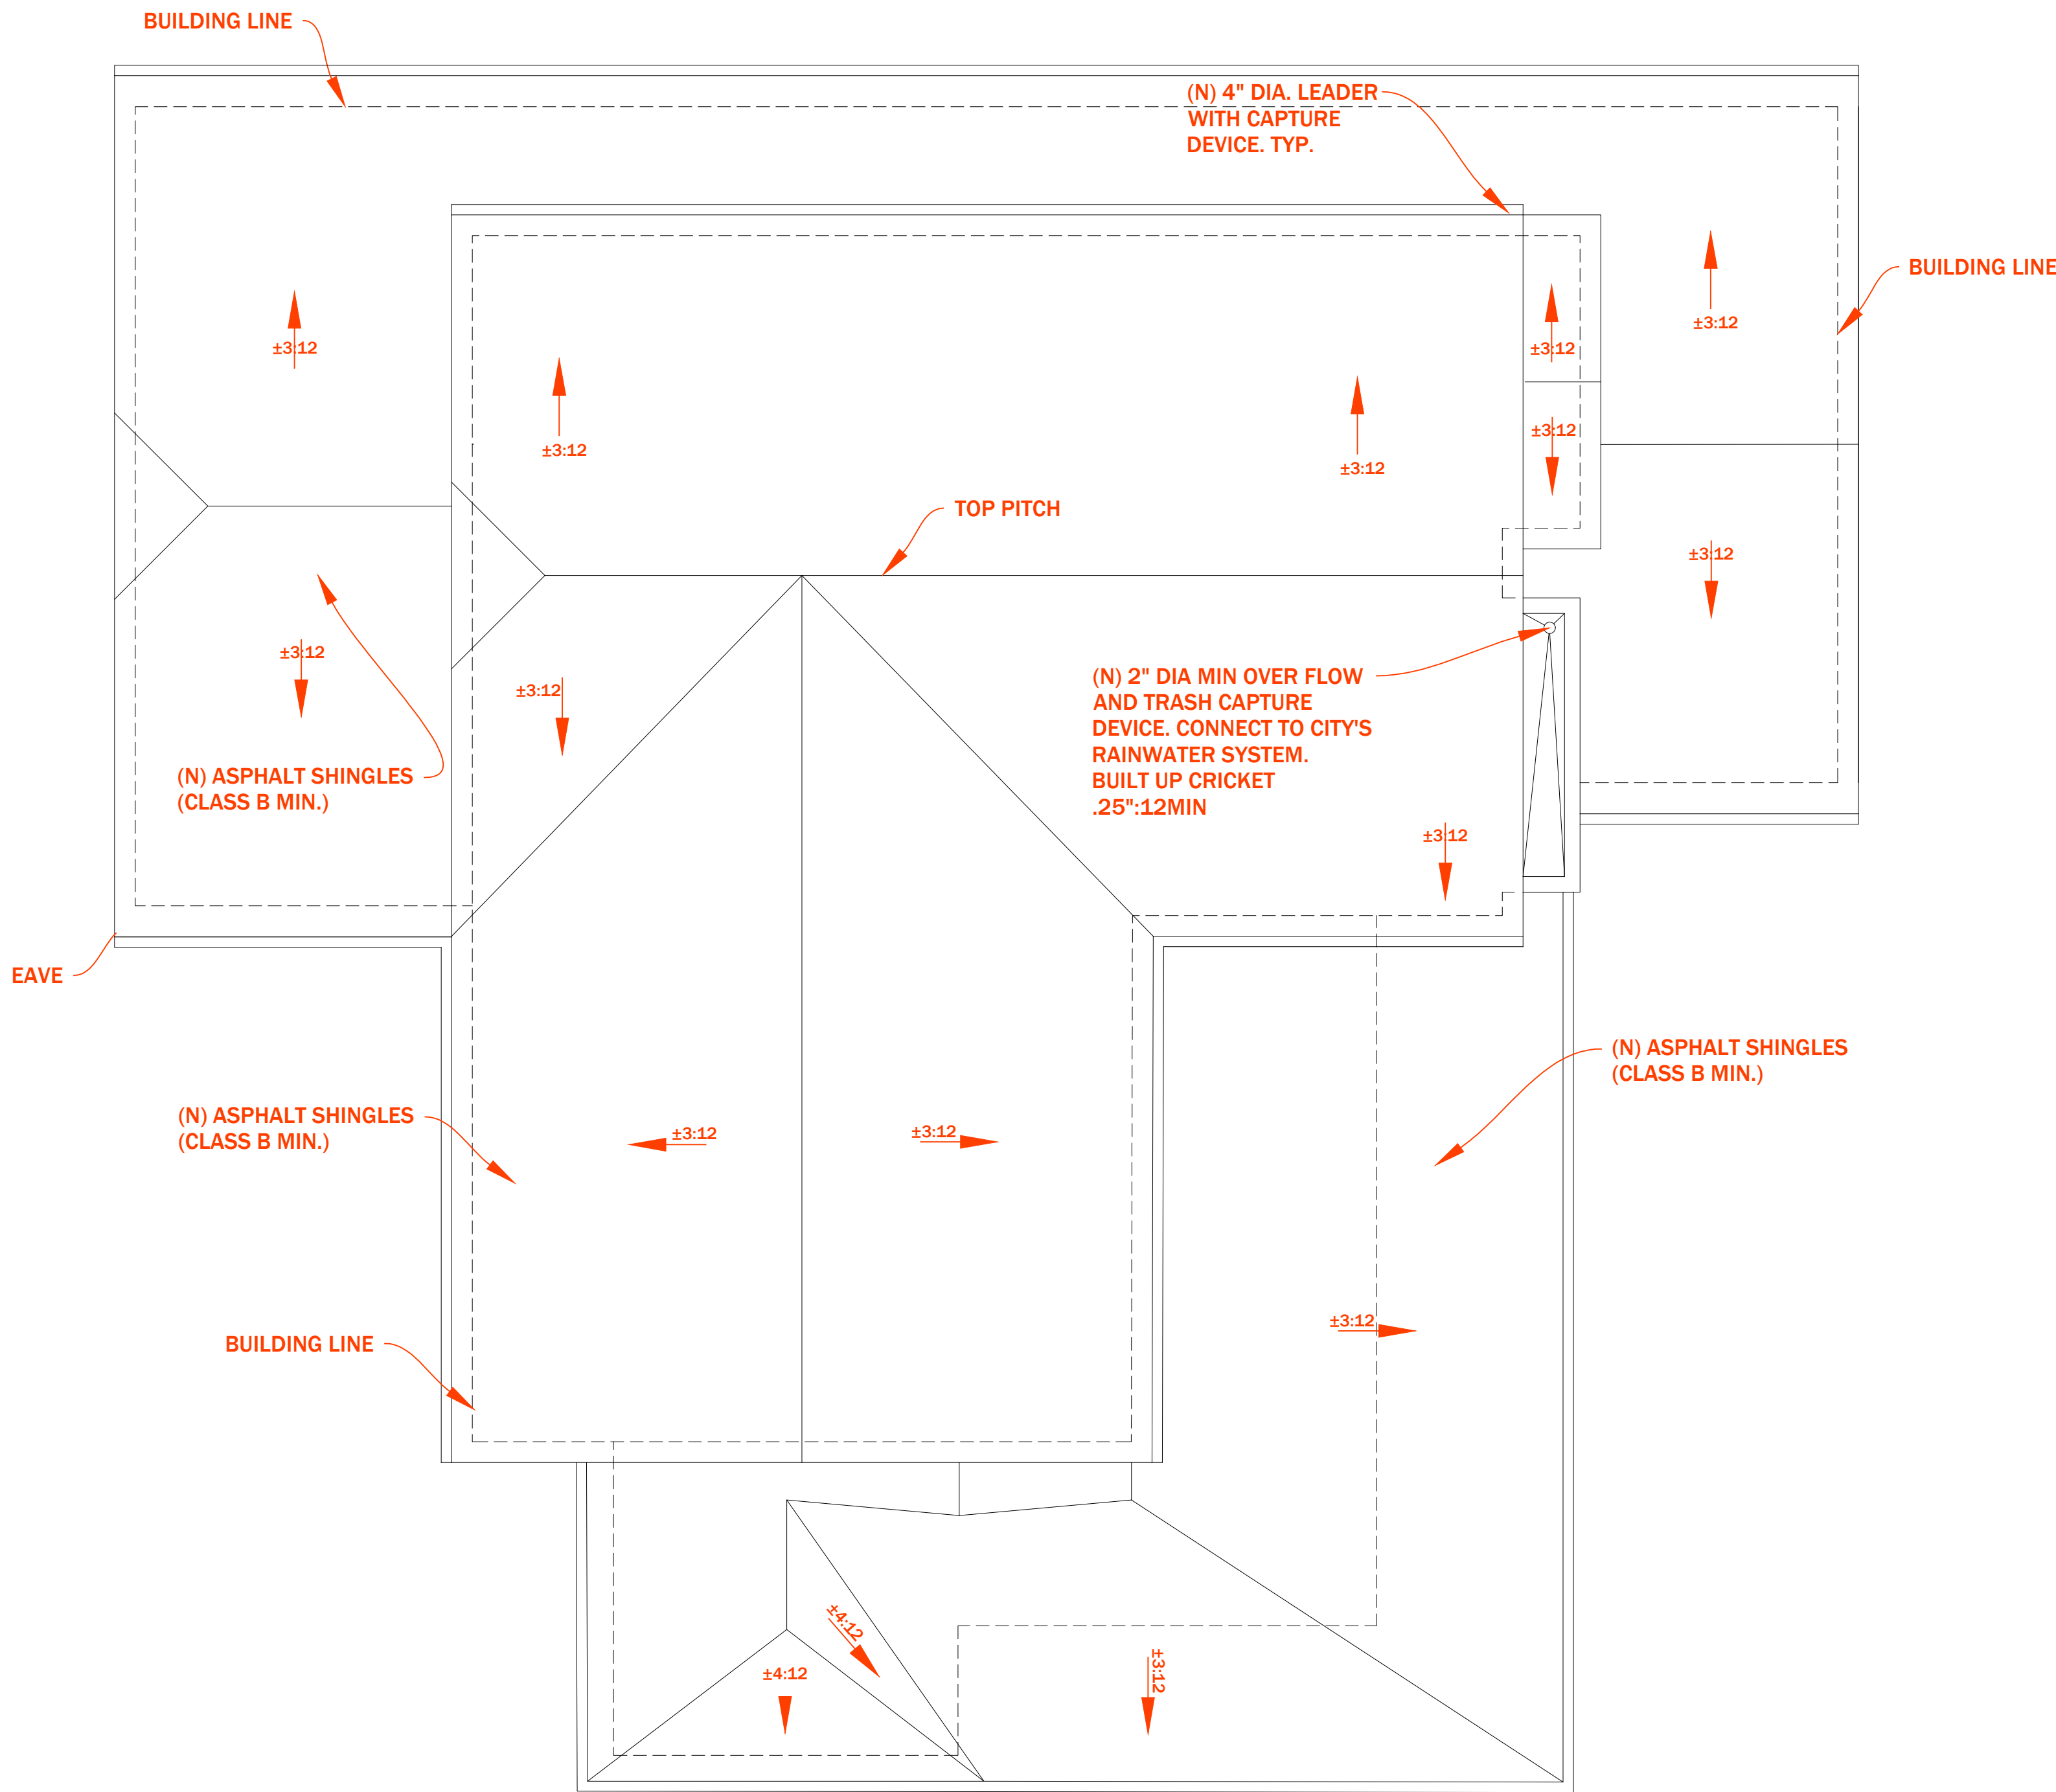 BUILDING LINE
(N) 4" DIA. LEADER
WITH CAPTURE
DEVICE. TYP.
BUILDING LINE
±3:12
±3:12
±3:12
±3:12
±3:12
±3:12
±3:12
TOP PITCH
±3:12
±3:12
(N) 2" DIA MIN OVER FLOW
AND TRASH CAPTURE
DEVICE. CONNECT TO CITY'S
RAINWATER SYSTEM.
BUILT UP CRICKET
.25":12MIN
±3:12
(N) ASPHALT SHINGLES
(CLASS B MIN.)
±3:12
EAVE
(N) ASPHALT SHINGLES
(CLASS B MIN.)
(N) ASPHALT SHINGLES
(CLASS B MIN.)
±3:12
±3:12
BUILDING LINE
±3:12
±4:12
±4:12
±3:12